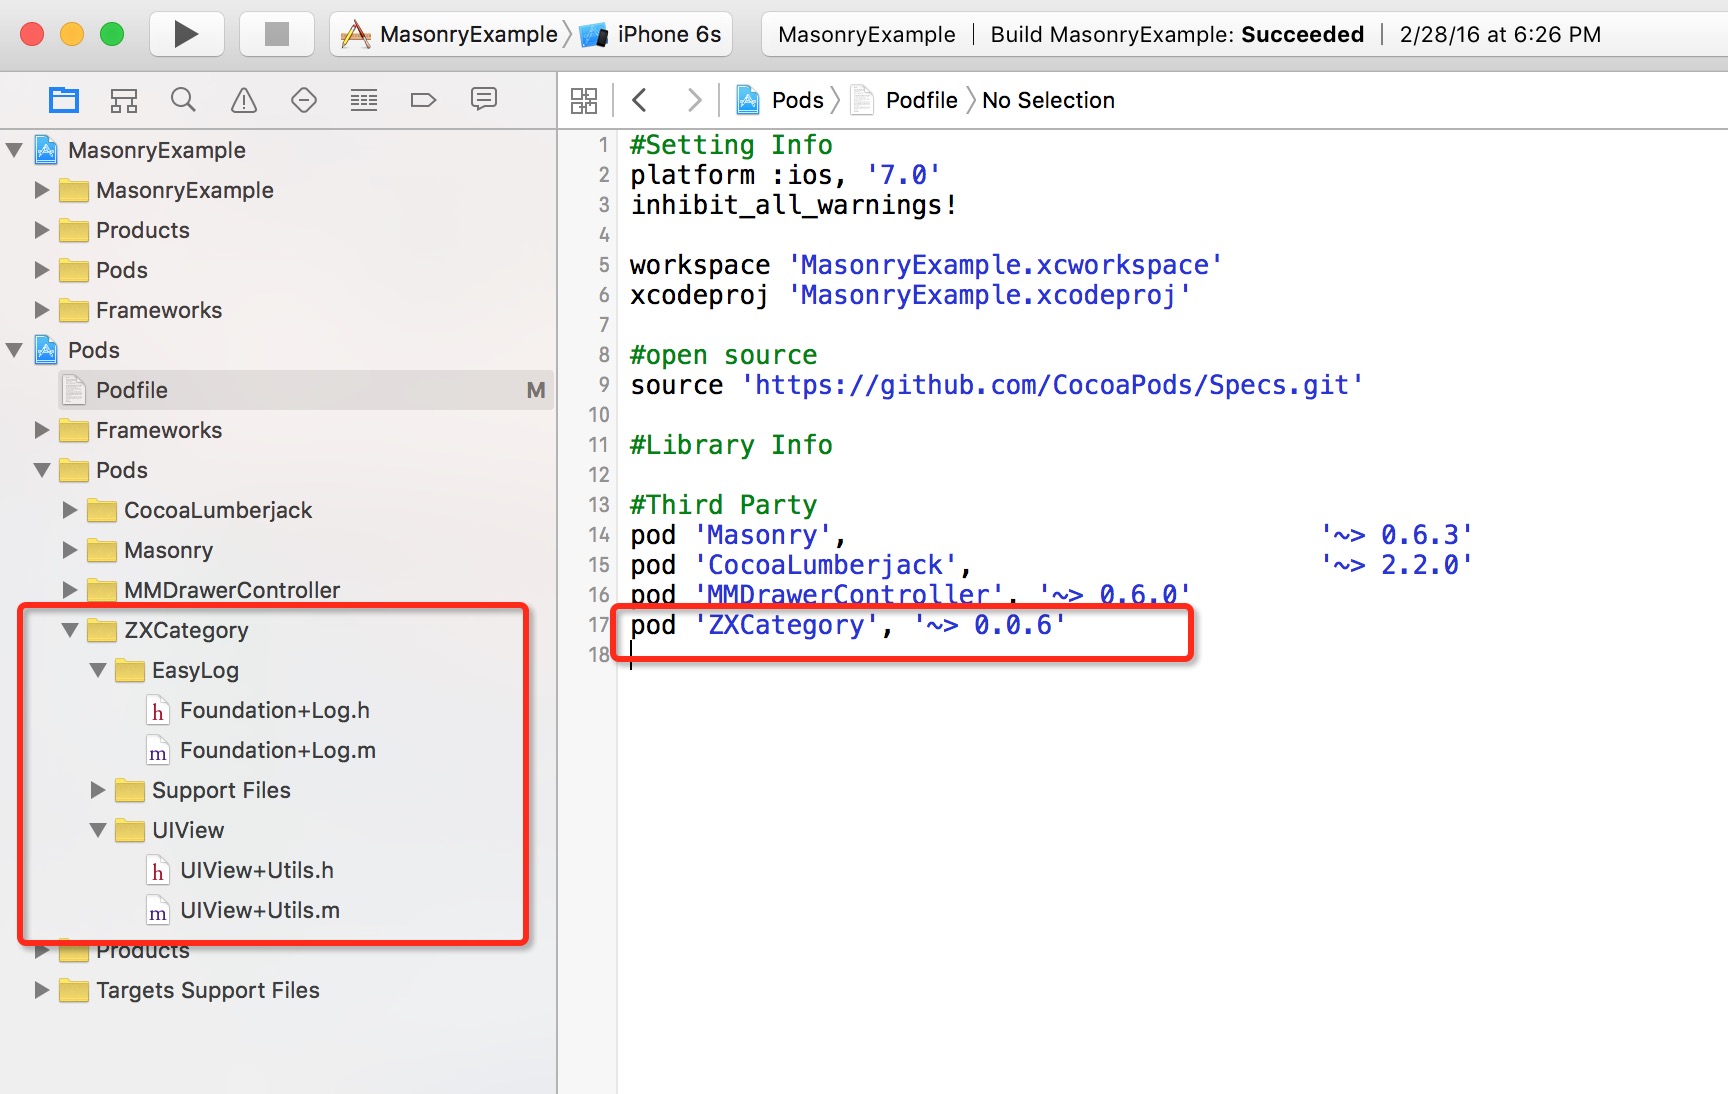 MasonryExample 〉 iPhone 6s
MasonryExample | Build MasonryExample: Succeeded | 2/28/16 at 6:26 PM
Pods 〉 Podfile 〉 No Selection
MasonryExample
MasonryExample
Products
Pods
Frameworks
Pods
Podfile M
Frameworks
Pods
CocoaLumberjack
Masonry
MMDrawerController
ZXCategory
EasyLog
h Foundation+Log.h
m Foundation+Log.m
Support Files
UIView
h UIView+Utils.h
m UIView+Utils.m
Products
Targets Support Files
1 #Setting Info
2 platform :ios, '7.0'
3 inhibit_all_warnings!
4
5 workspace 'MasonryExample.xcworkspace'
6 xcodeproj 'MasonryExample.xcodeproj'
7
8 #open source
9 source 'https://github.com/CocoaPods/Specs.git'
10
11 #Library Info
12
13 #Third Party
14 pod 'Masonry', '~> 0.6.3'
15 pod 'CocoaLumberjack', '~> 2.2.0'
16 pod 'MMDrawerController', '~> 0.6.0'
17 pod 'ZXCategory', '~> 0.0.6'
18